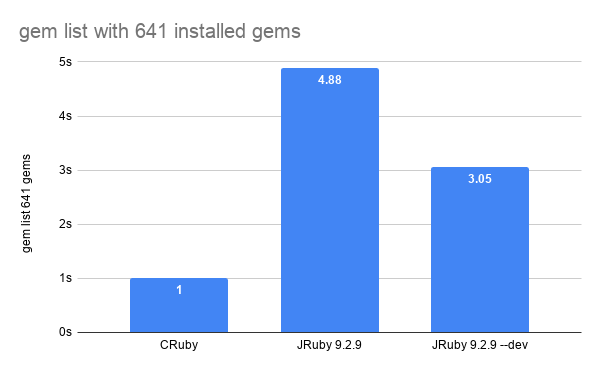 gem list with 641 installed gems
gem list 641 gems
5s
4s
3s
2s
1s
0s
4.88
3.05
1
CRuby
JRuby 9.2.9
JRuby 9.2.9 --dev